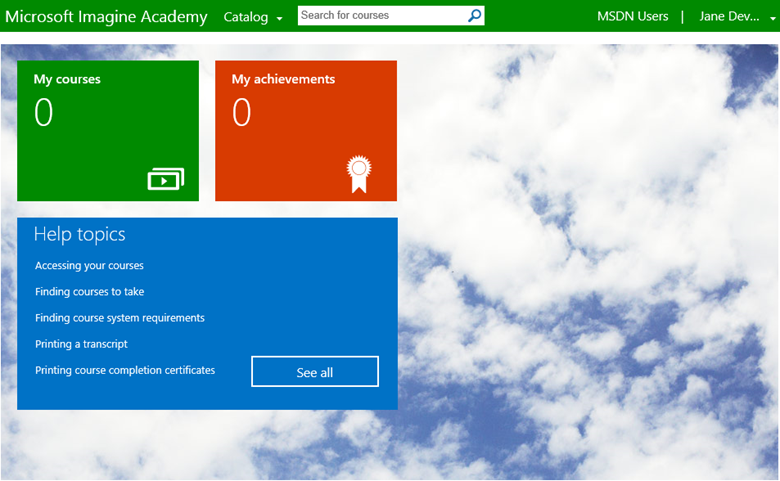 Microsoft Imagine Academy Catalog Search for courses MSDN Users | Jane Dev...
My courses
0
My achievements
0
Help topics
Accessing your courses
Finding courses to take
Finding course system requirements
Printing a transcript
Printing course completion certificates
See all